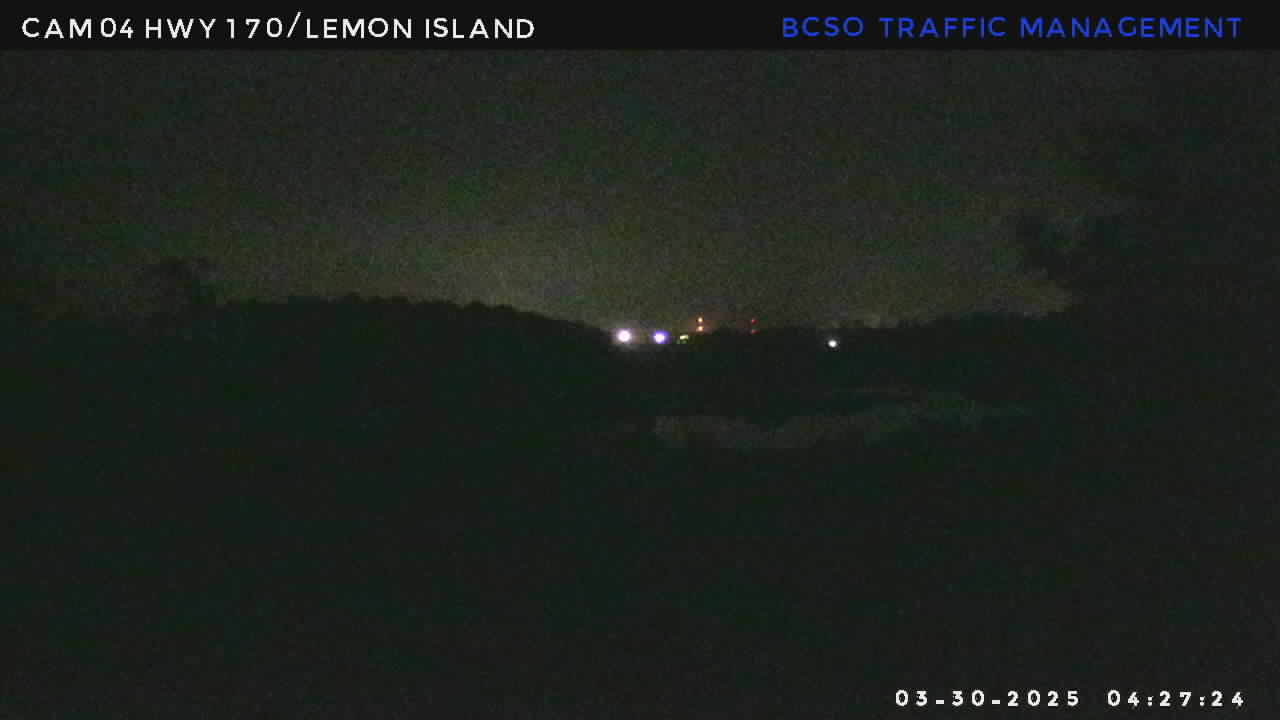 CAM04 HWY 170/LEMON ISLAND
BCSO TRAFFIC MANAGEMENT
03-30-2025 04:27:24